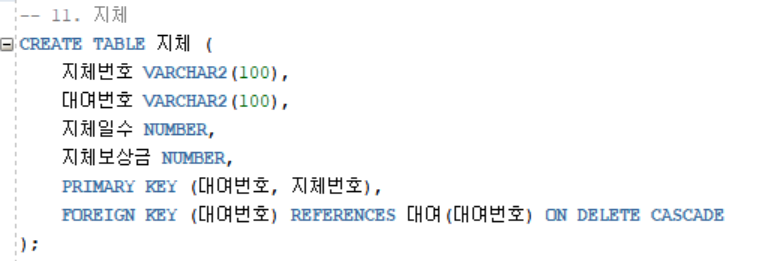 -- 11. 지체
CREATE TABLE 지체 (
지체번호 VARCHAR2(100),
대여번호 VARCHAR2(100),
지체일수 NUMBER,
지체보상금 NUMBER,
PRIMARY KEY (대여번호, 지체번호),
FOREIGN KEY (대여번호) REFERENCES 대여(대여번호) ON DELETE CASCADE
);